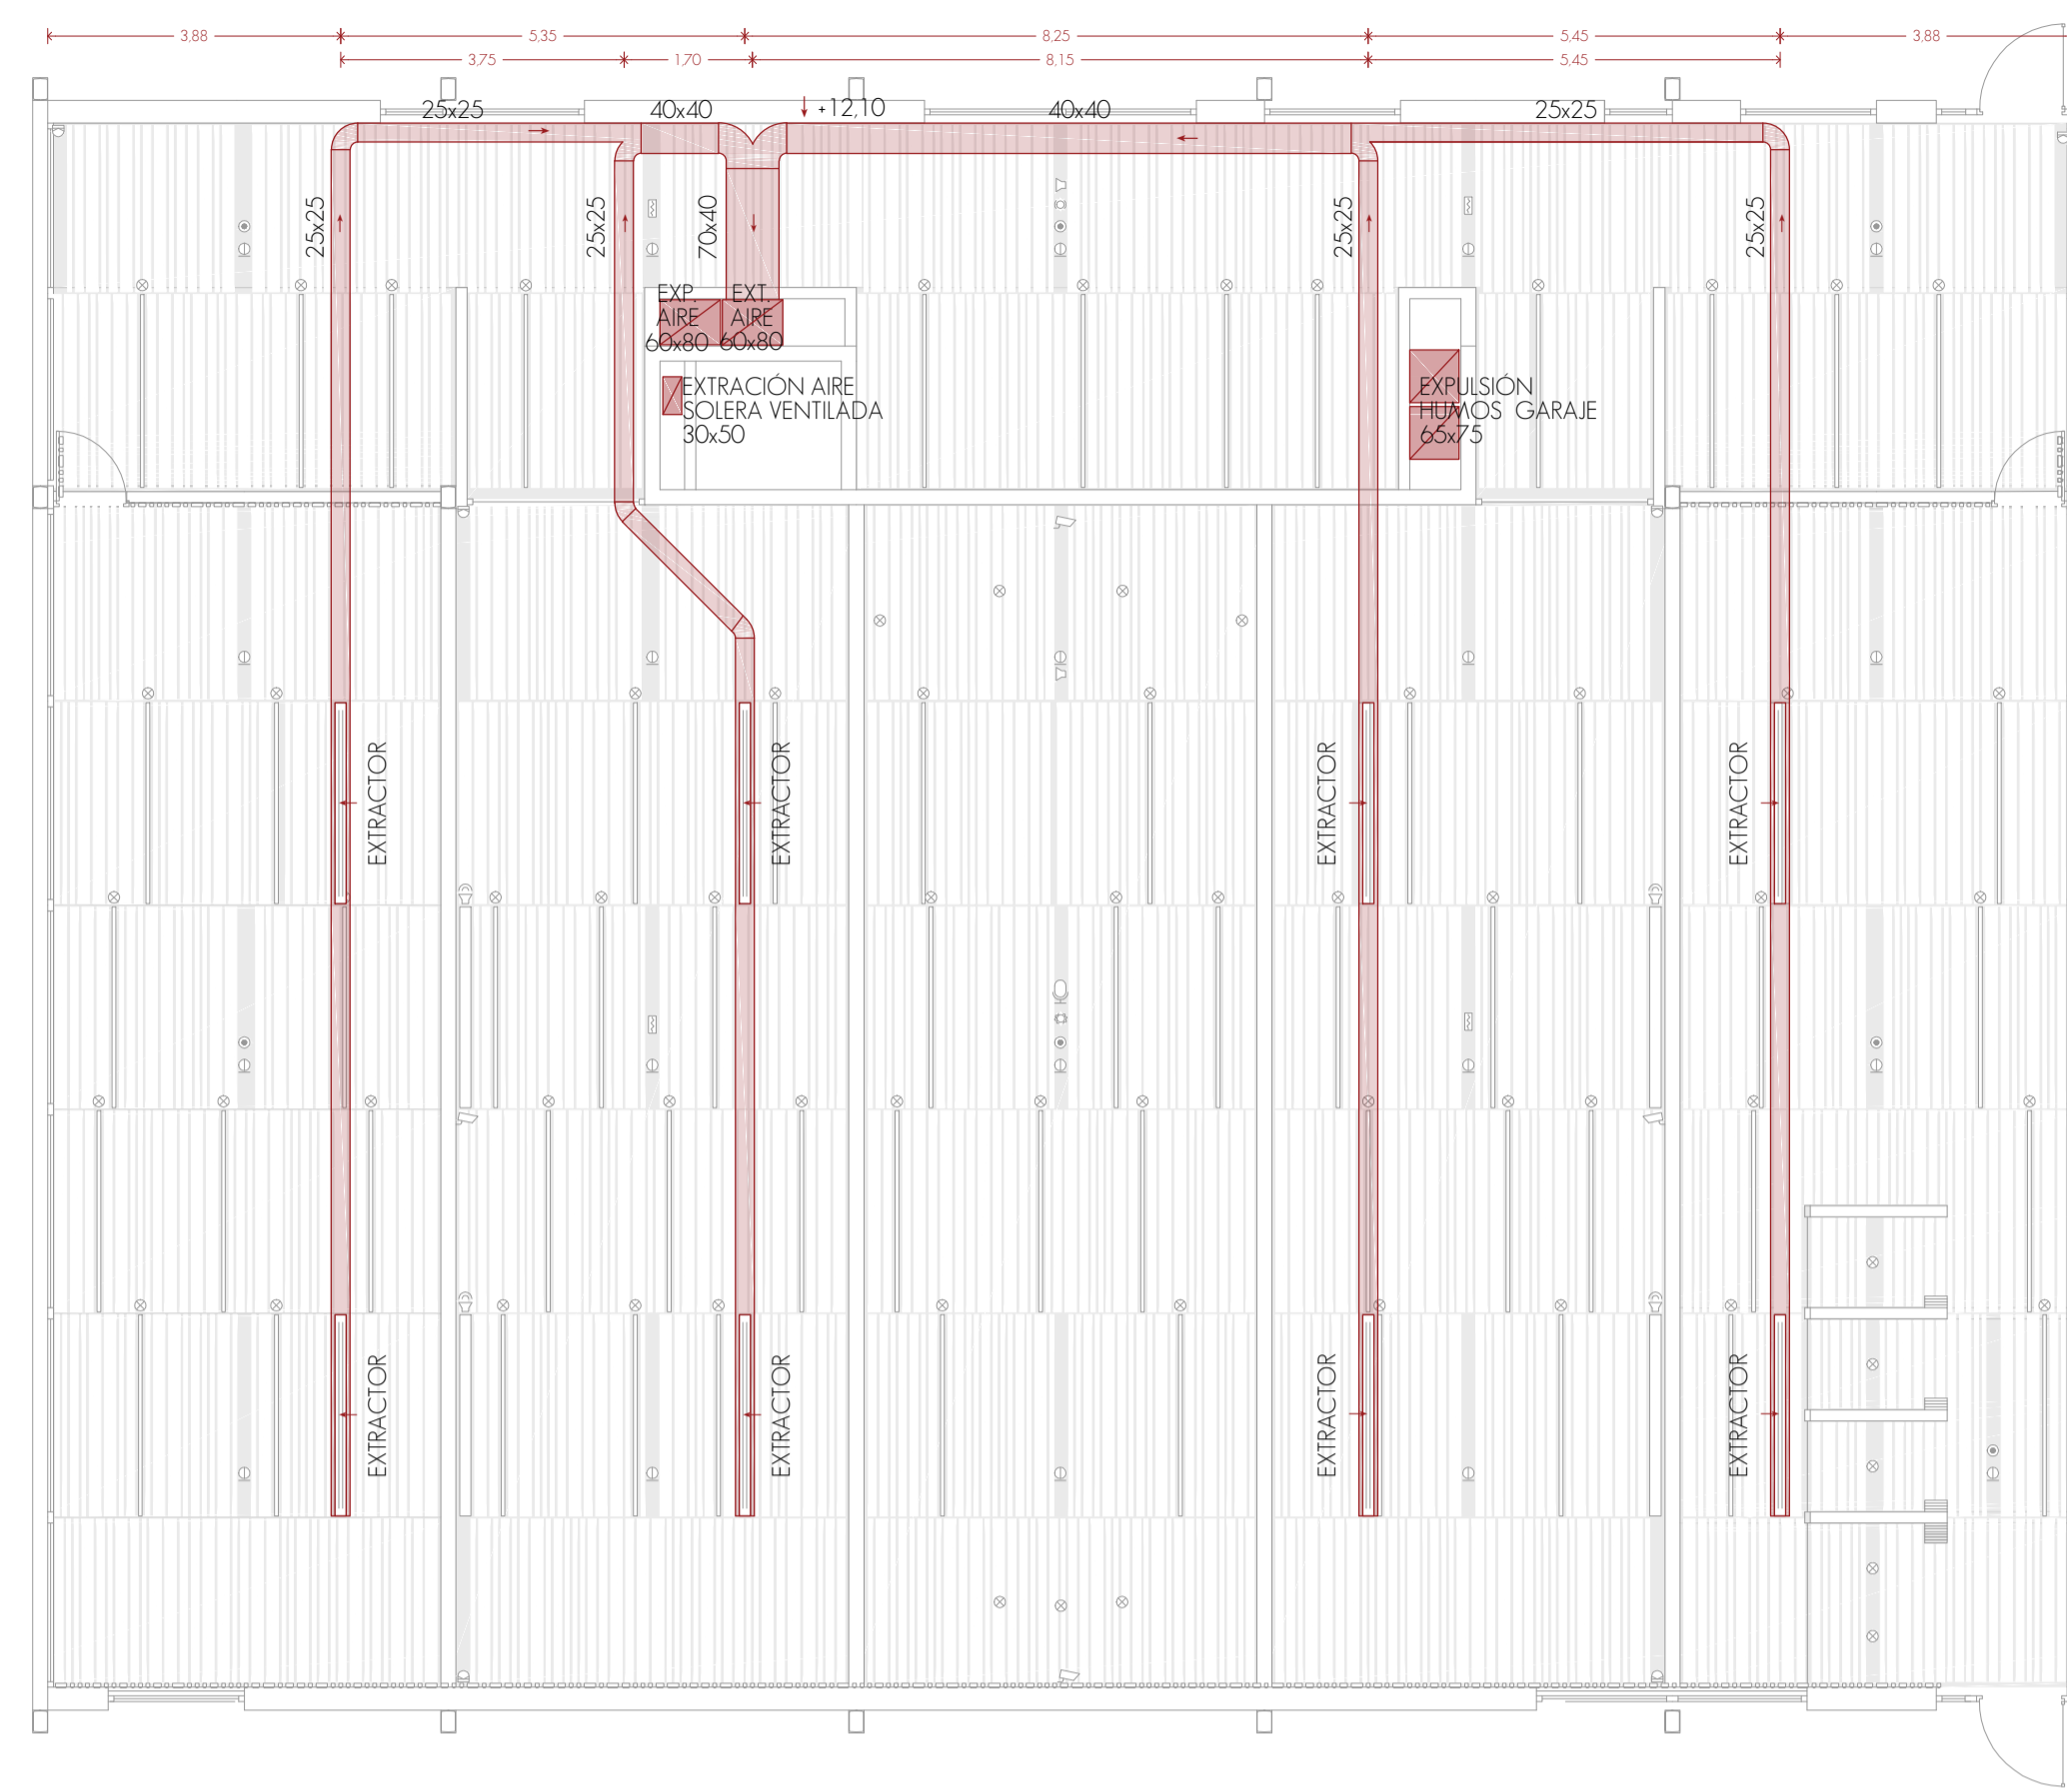 3,88
5,35
8,25
5,45
3,88
3,75
1,70
8,15
5,45
25x25
40x40
+12,10
40x40
25x25
25x25
25x25
70x40
25x25
25x25
EXP.
AIRE
60x80
EXT.
AIRE
60x80
EXTRACIÓN AIRE
SOLERA VENTILADA
30x50
EXPULSIÓN
HUMOS GARAJE
65x75
EXTRACTOR
EXTRACTOR
EXTRACTOR
EXTRACTOR
EXTRACTOR
EXTRACTOR
EXTRACTOR
EXTRACTOR